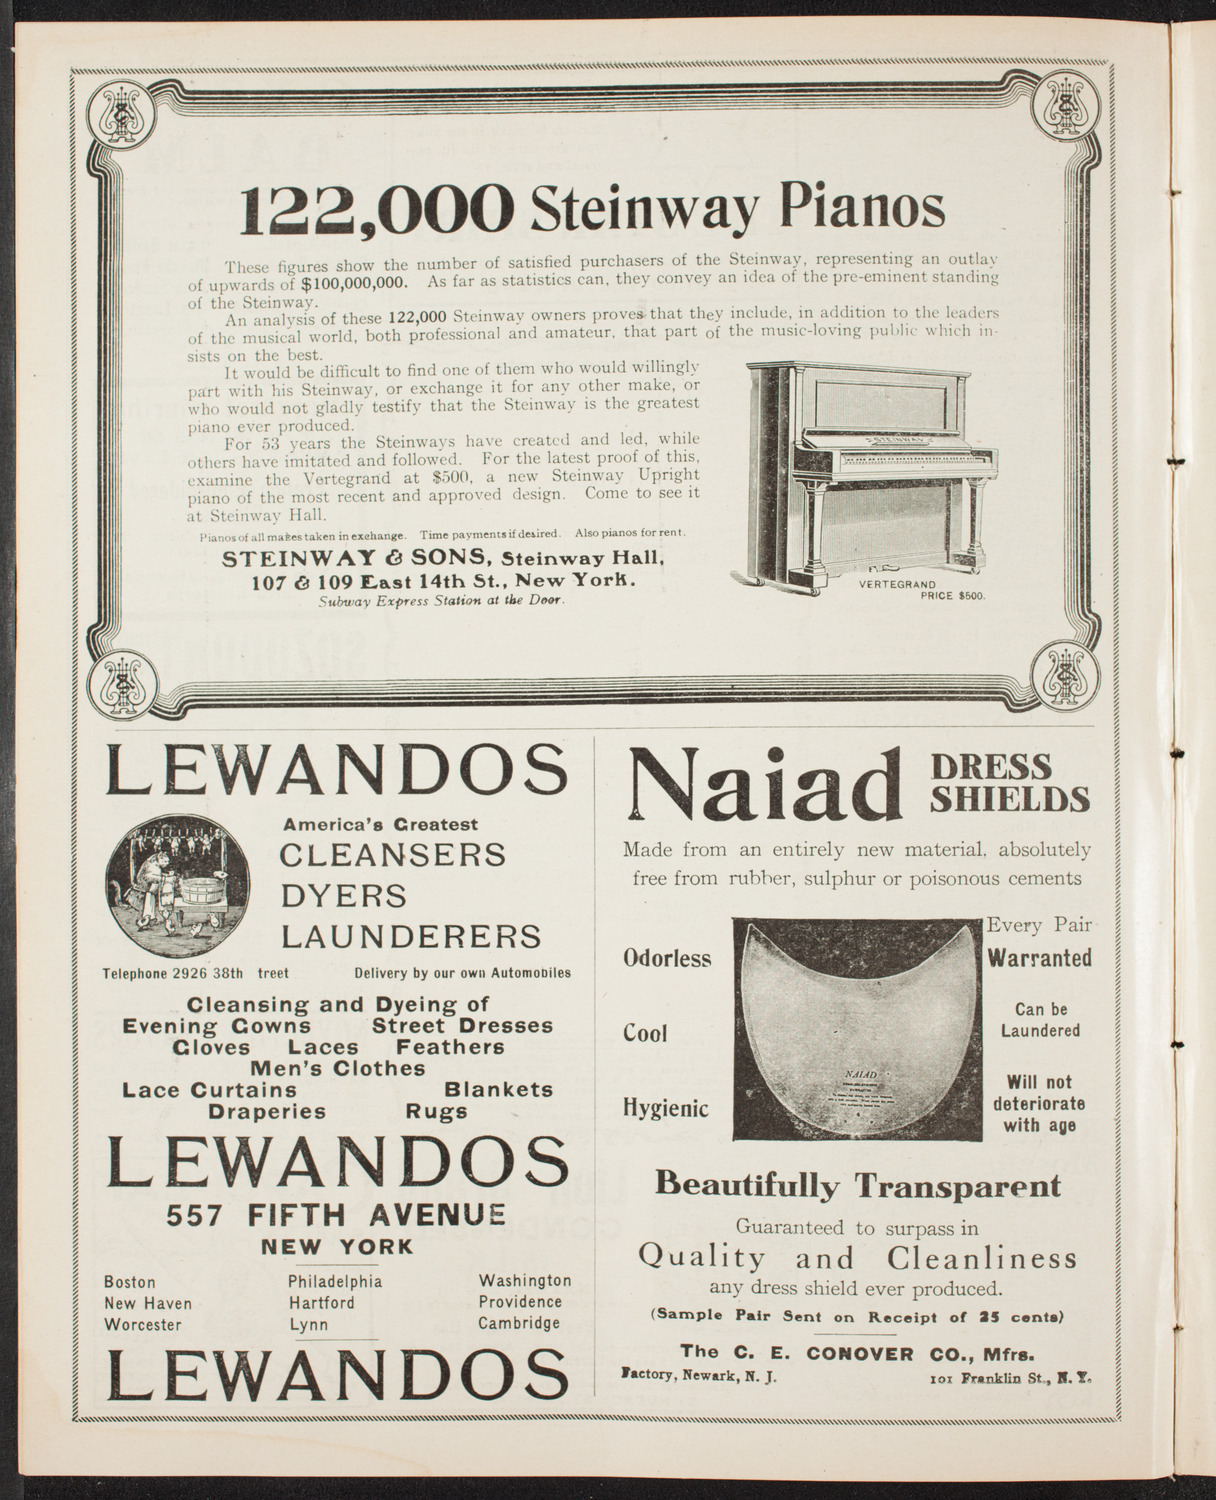 122,000 Steinway Pianos
These figures show the number of satisfied purchasers of the Steinway, representing an outlay
of upwards of $100,000,000. As far as statistics can, they convey an idea of the pre-eminent standing
of the Steinway.
An analysis of these 122,000 Steinway owners proves that they include, in addition to the leaders
of the musical world, both professional and amateur, that part of the music-loving public which in-
sists on the best.
It would be difficult to find one of them who would willingly
part with his Steinway, or exchange it for any other make, or
who would not gladly testify that the Steinway is the greatest
piano ever produced.
For 53 years the Steinways have created and led, while
others have imitated and followed. For the latest proof of this,
examine the Vertegrand at $500, a new Steinway Upright
piano of the most recent and approved design. Come to see it
at Steinway Hall.
Pianos of all makes taken in exchange. Time payments if desired. Also pianos for rent.
STEINWAY & SONS, Steinway Hall,
107 & 109 East 14th St., New York.
Subway Express Station at the Door.
STEINWAY
VERTEGRAND
PRICE $500.
LEWANDOS
America's Greatest
CLEANSERS
DYERS
LAUNDERERS
Telephone 2926 38th treet Delivery by our own Automobiles
Cleansing and Dyeing of
Evening Gowns Street Dresses
Gloves Laces Feathers
Men's Clothes
Lace Curtains Blankets
Draperies Rugs
LEWANDOS
557 FIFTH AVENUE
NEW YORK
Boston Philadelphia Washington
New Haven Hartford Providence
Worcester Lynn Cambridge
LEWANDOS
Naiad DRESS
SHIELDS
Made from an entirely new material, absolutely
free from rubber, sulphur or poisonous cements
Odorless
Cool
Hygienic
NAIAD
Every Pair
Warranted
Can be
Laundered
Will not
deteriorate
with age
Beautifully Transparent
Guaranteed to surpass in
Quality and Cleanliness
any dress shield ever produced.
(Sample Pair Sent on Receipt of 25 cents)
The C. E. CONOVER CO., Mfrs.
Factory, Newark, N. J. 101 Franklin St., N. Y.